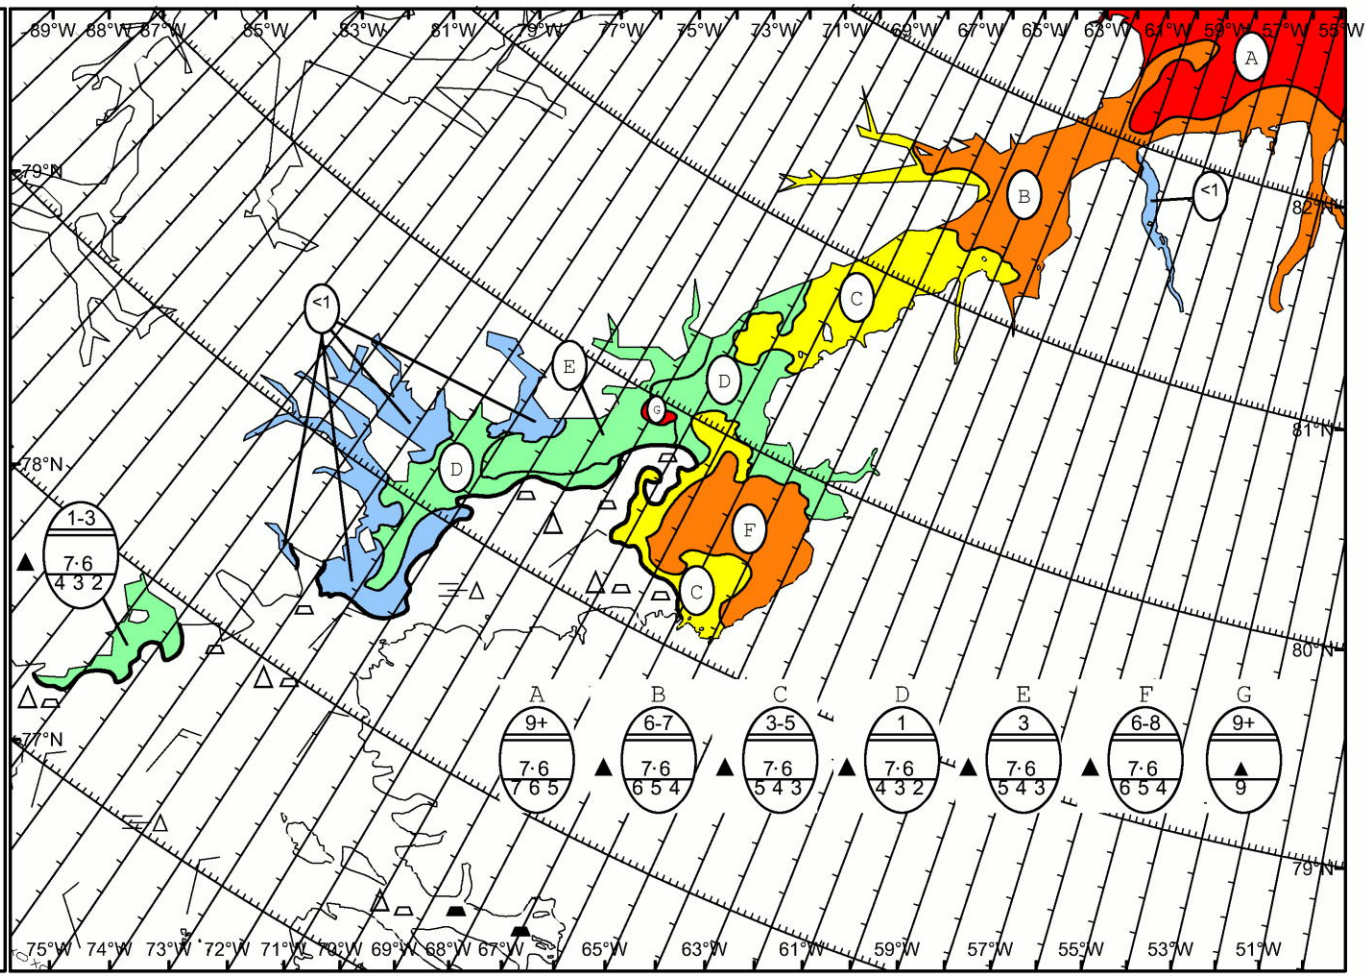 89°W 88°W 87°W 85°W 83°W 81°W 79°W 77°W 75°W 73°W 71°W 69°W 67°W 65°W 63°W 61°W 59°W 57°W 55°W
A
79°N
B
<1
82°N
C
<1
E
D
G
81°N
78°N
D
1-3
7·6
4 3 2
F
C
80°N
77°N
A B C D E F G
9+ 6-7 3-5 1 3 6-8 9+
7·6 7·6 7·6 7·6 7·6 7·6
7 6 5 6 5 4 5 4 3 4 3 2 5 4 3 6 5 4 9
79°N
75°W 74°W 73°W 72°W 71°W 70°W 69°W 68°W 67°W 65°W 63°W 61°W 59°W 57°W 55°W 53°W 51°W